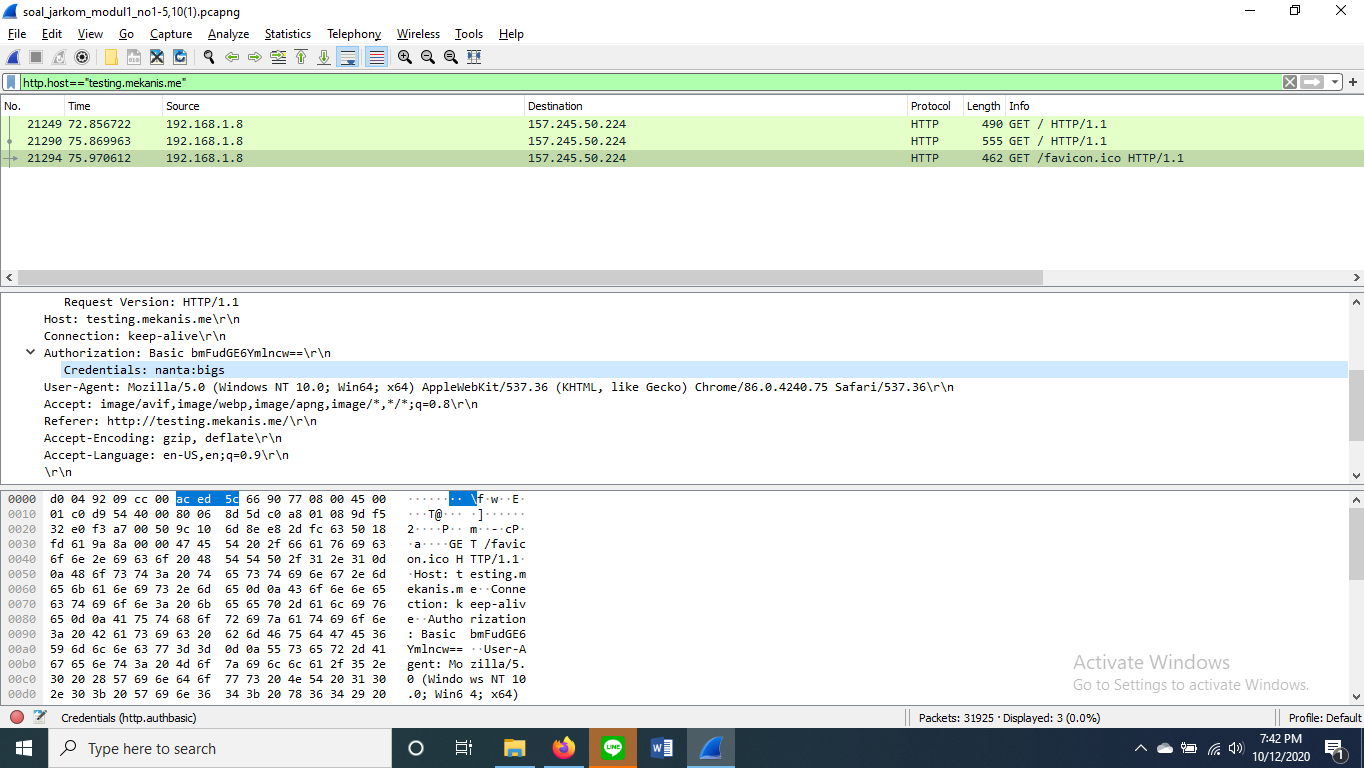 soal_jarkom_modul1_no1-5,10(1).pcapng
File Edit View Go Capture Analyze Statistics Telephony Wireless Tools Help
http.host=="testing.mekanis.me"
No. Time Source Destination Protocol Length Info
21249 72.856722 192.168.1.8 157.245.50.224 HTTP 490 GET / HTTP/1.1
21290 75.869963 192.168.1.8 157.245.50.224 HTTP 555 GET / HTTP/1.1
21294 75.970612 192.168.1.8 157.245.50.224 HTTP 462 GET /favicon.ico HTTP/1.1
Request Version: HTTP/1.1
Host: testing.mekanis.me\r\n
Connection: keep-alive\r\n
Authorization: Basic bmFudGE6Ymlncw==\r\n
Credentials: nanta:bigs
User-Agent: Mozilla/5.0 (Windows NT 10.0; Win64; x64) AppleWebKit/537.36 (KHTML, like Gecko) Chrome/86.0.4240.75 Safari/537.36\r\n
Accept: image/avif,image/webp,image/apng,image/*,*/*;q=0.8\r\n
Referer: http://testing.mekanis.me/\r\n
Accept-Encoding: gzip, deflate\r\n
Accept-Language: en-US,en;q=0.9\r\n
\r\n
0000 d0 04 92 09 cc 00 ac ed 5c 66 90 77 08 00 45 00 ········ \f·w··E·
0010 01 c0 d9 54 40 00 80 06 8d 5d c0 a8 01 08 9d f5 ···T@··· ·]······
0020 32 e0 f3 a7 00 50 9c 10 6d 8e e8 2d fc 63 50 18 2····P·· m··-·cP·
0030 fd 61 9a 8a 00 00 47 45 54 20 2f 66 61 76 69 63 ·a····GE T /favic
0040 6f 6e 2e 69 63 6f 20 48 54 54 50 2f 31 2e 31 0d on.ico H TTP/1.1·
0050 0a 48 6f 73 74 3a 20 74 65 73 74 69 6e 67 2e 6d ·Host: t esting.m
0060 65 6b 61 6e 69 73 2e 6d 65 0d 0a 43 6f 6e 6e 65 ekanis.m e··Conne
0070 63 74 69 6f 6e 3a 20 6b 65 65 70 2d 61 6c 69 76 ction: k eep-aliv
0080 65 0d 0a 41 75 74 68 6f 72 69 7a 61 74 69 6f 6e e··Autho rization
0090 3a 20 42 61 73 69 63 20 62 6d 46 75 64 47 45 36 : Basic bmFudGE6
00a0 59 6d 6c 6e 63 77 3d 3d 0d 0a 55 73 65 72 2d 41 Ymlncw== ··User-A
00b0 67 65 6e 74 3a 20 4d 6f 7a 69 6c 6c 61 2f 35 2e gent: Mo zilla/5.
00c0 30 20 28 57 69 6e 64 6f 77 73 20 4e 54 20 31 30 0 (Windo ws NT 10
00d0 2e 30 3b 20 57 69 6e 36 34 3b 20 78 36 34 29 20 .0; Win6 4; x64)
Activate Windows
Go to Settings to activate Windows.
Credentials (http.authbasic) Packets: 31925 · Displayed: 3 (0.0%) Profile: Default
Type here to search
LINE
W
7:42 PM
10/12/2020
1